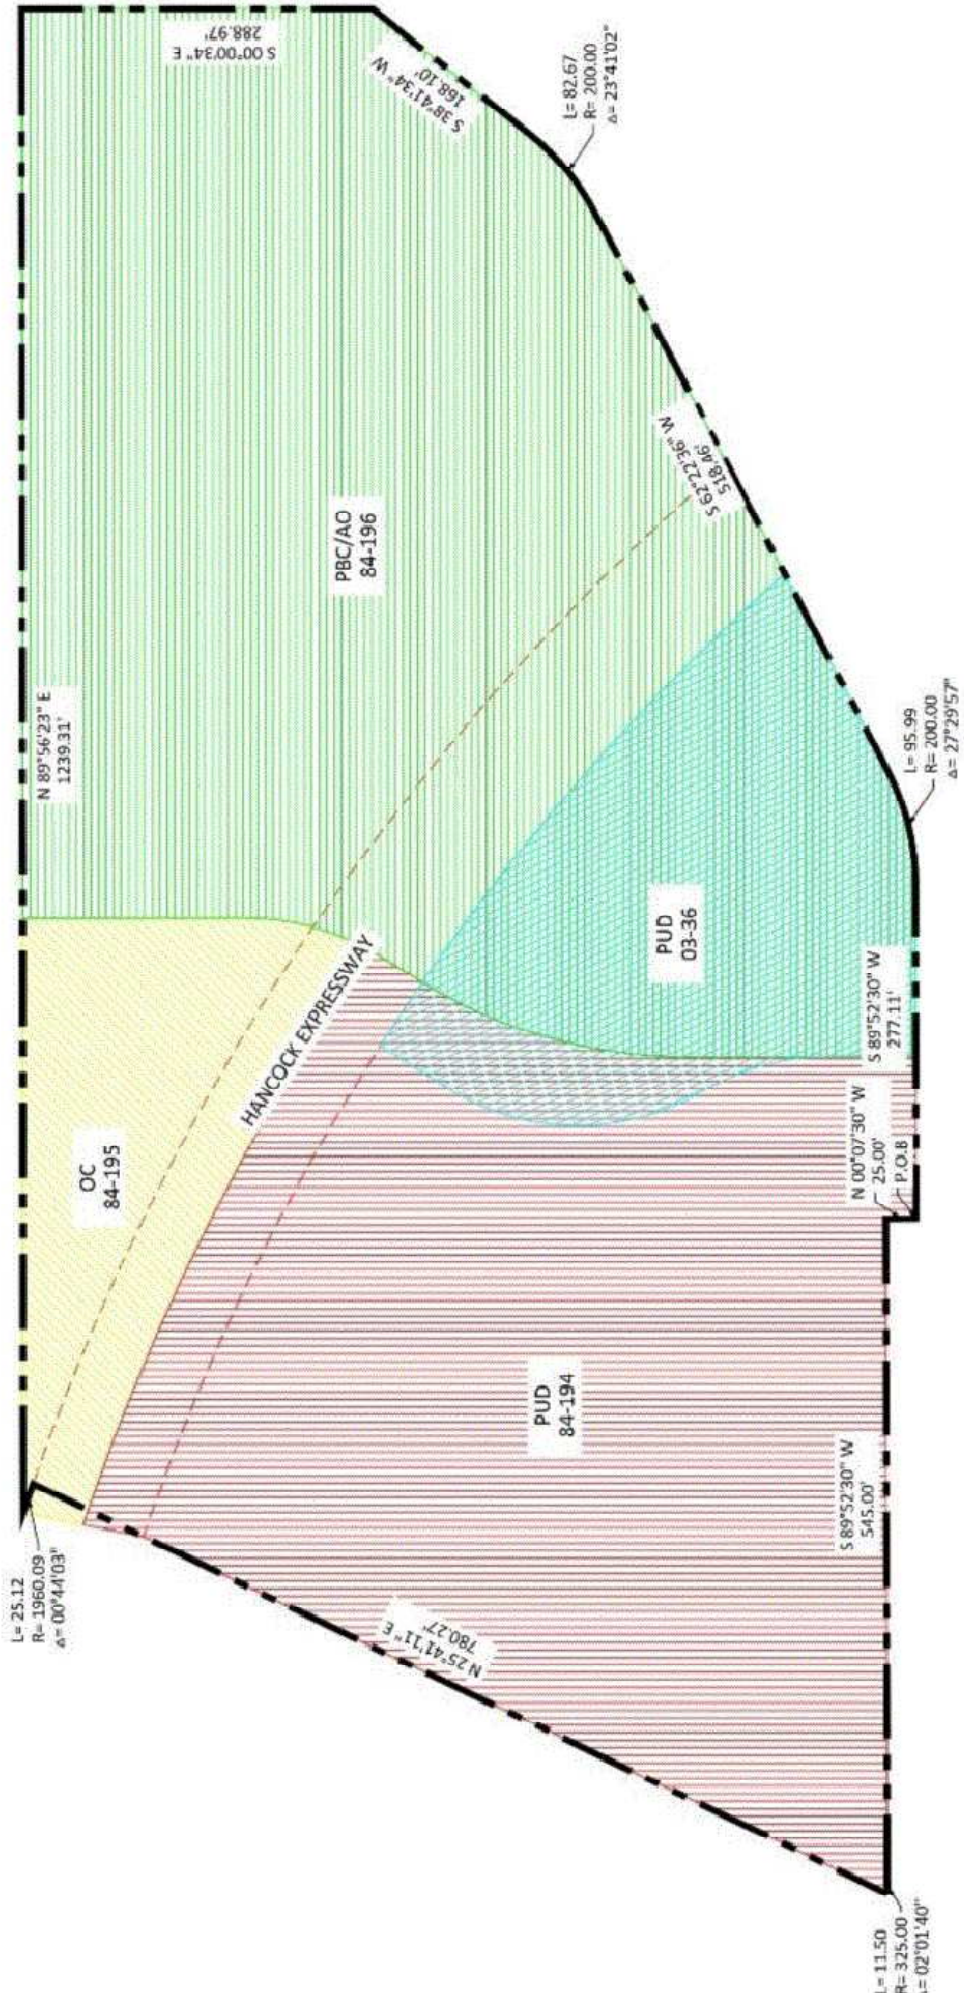 L= 25.12
R= 1960.09
Δ= 00°44'03"
N 89°56'23" E
1239.31'
S 00°00'34" E
288.97'
S 38°41'34" W
168.10'
L= 82.67
R= 200.00
Δ= 23°41'02"
OC
84-195
PBC/AO
84-196
HANCOCK EXPRESSWAY
S 62°22'36" W
518.46'
N 25°41'11" E
780.27'
PUD
84-194
PUD
03-36
L= 95.99
R= 200.00
Δ= 27°29'57"
S 89°52'30" W
277.11'
N 00°07'30" W
25.00'
P.O.B
S 89°52'30" W
545.00'
L= 11.50
R= 325.00
Δ= 02°01'40"